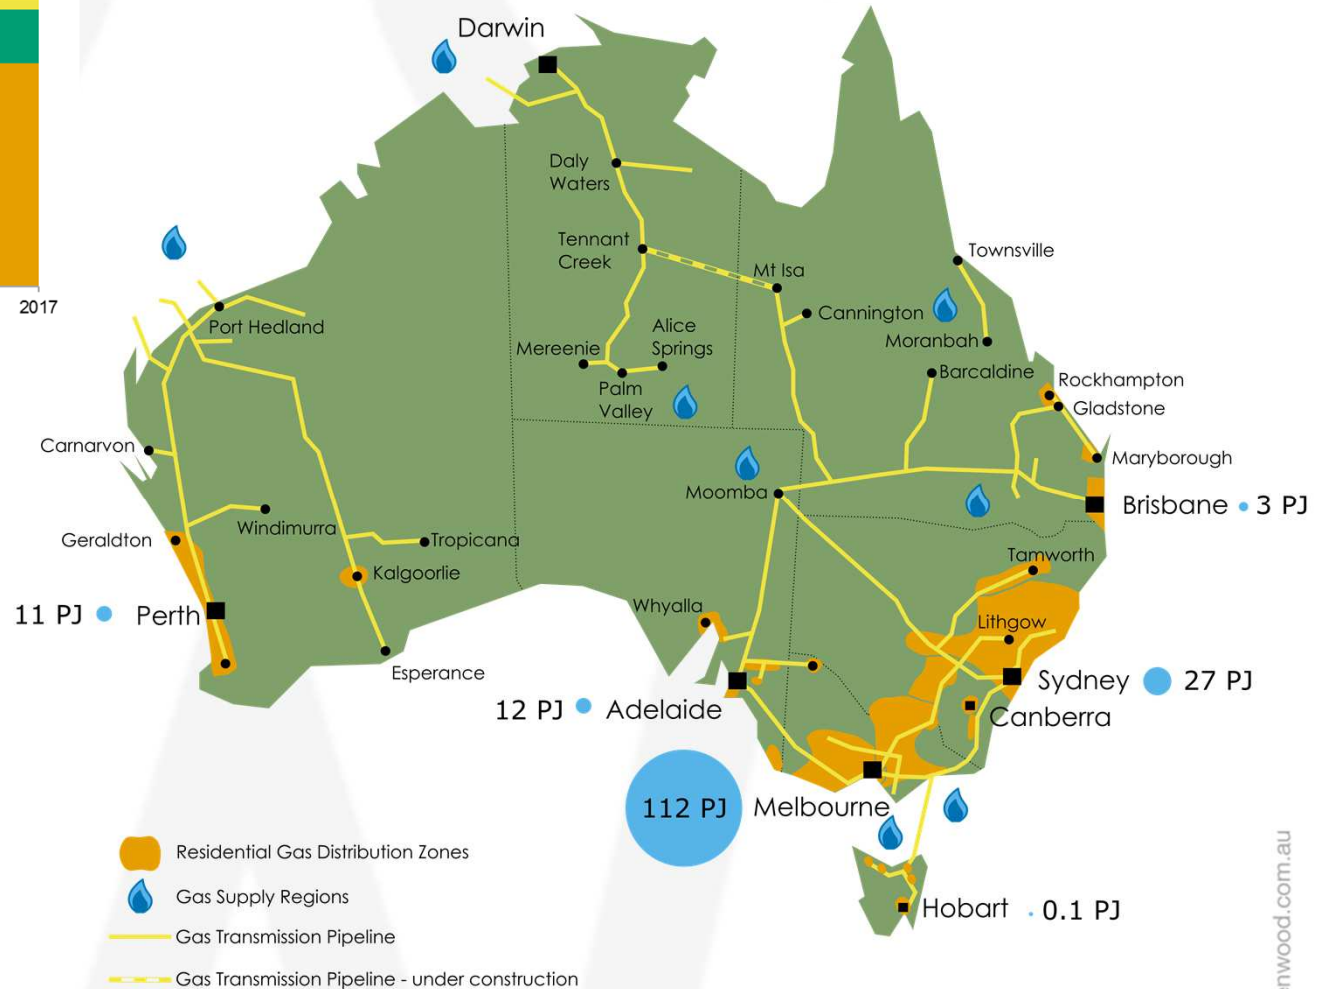 Darwin
Daly
Waters
Tennant
Creek
Townsville
Mt Isa
2017
Cannington
Port Hedland
Alice
Springs
Moranbah
Mereenie
Barcaldine
Palm
Valley
Rockhampton
Gladstone
Carnarvon
Maryborough
Moomba
Brisbane 3 PJ
Windimurra
Geraldton
Tropicana
Tamworth
Kalgoorlie
Whyalla
11 PJ Perth
Lithgow
Esperance
Sydney 27 PJ
12 PJ Adelaide
Canberra
112 PJ Melbourne
Residential Gas Distribution Zones
Gas Supply Regions
Hobart 0.1 PJ
Gas Transmission Pipeline
Gas Transmission Pipeline - under construction
enwood.com.au